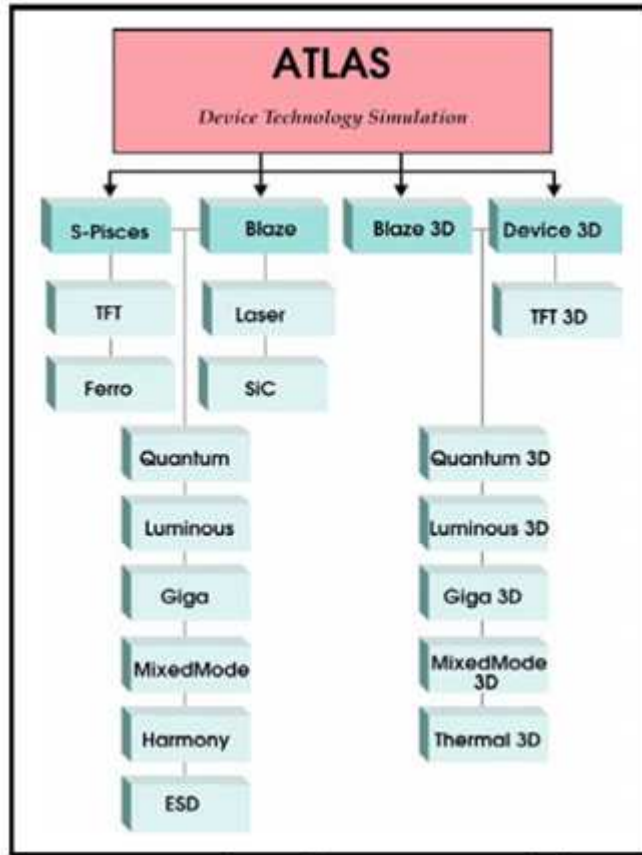 ATLAS
Device Technology Simulation
S-Pisces
Blaze
Blaze 3D
Device 3D
TFT
Laser
TFT 3D
Ferro
SiC
Quantum
Quantum 3D
Luminous
Luminous 3D
Giga
Giga 3D
MixedMode
MixedMode
3D
Harmony
Thermal 3D
ESD